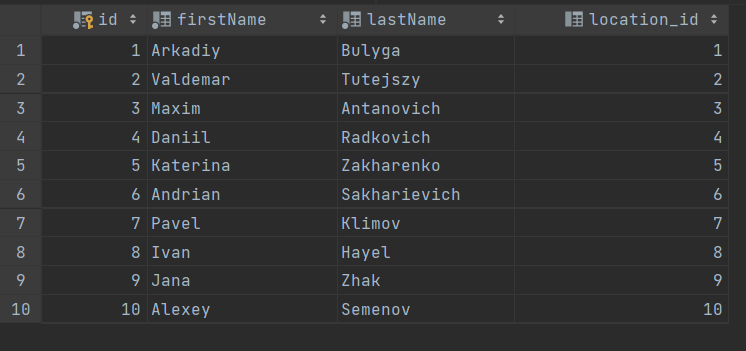 id firstName lastName location_id
1 1 Arkadiy Bulyga 1
2 2 Valdemar Tutejszy 2
3 3 Maxim Antanovich 3
4 4 Daniil Radkovich 4
5 5 Katerina Zakharenko 5
6 6 Andrian Sakharievich 6
7 7 Pavel Klimov 7
8 8 Ivan Hayel 8
9 9 Jana Zhak 9
10 10 Alexey Semenov 10